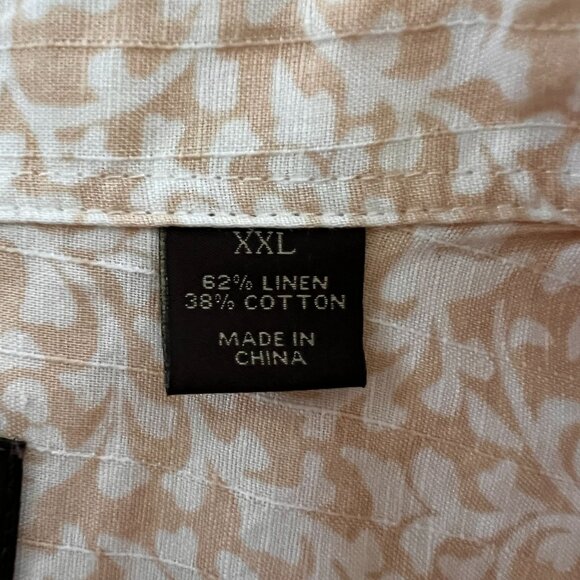 XXL
62% LINEN
38% COTTON
MADE IN
CHINA